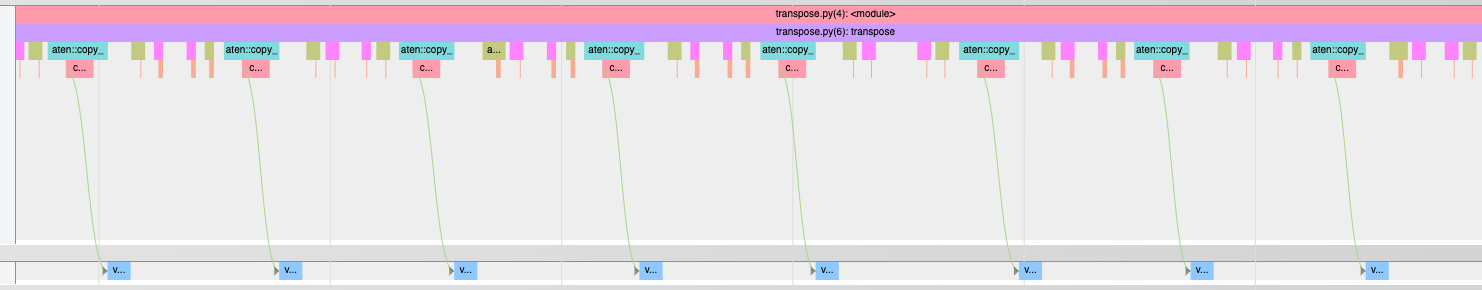 transpose.py(4): <module>
transpose.py(6): transpose
aten::copy_ aten::copy_ aten::copy_ a... aten::copy_ aten::copy_ aten::copy_ aten::copy_ aten::copy_
c... c... c... c... c... c... c... c...
v... v... v... v... v... v... v... v...